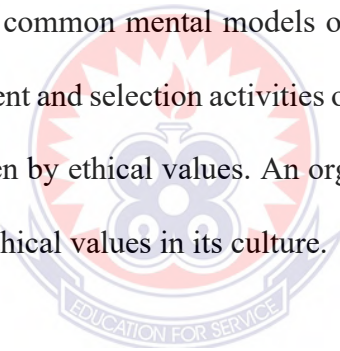 common mental models o
ent and selection activities o
en by ethical values. An org
hical values in its culture.
EDUCATION FOR SERVICE